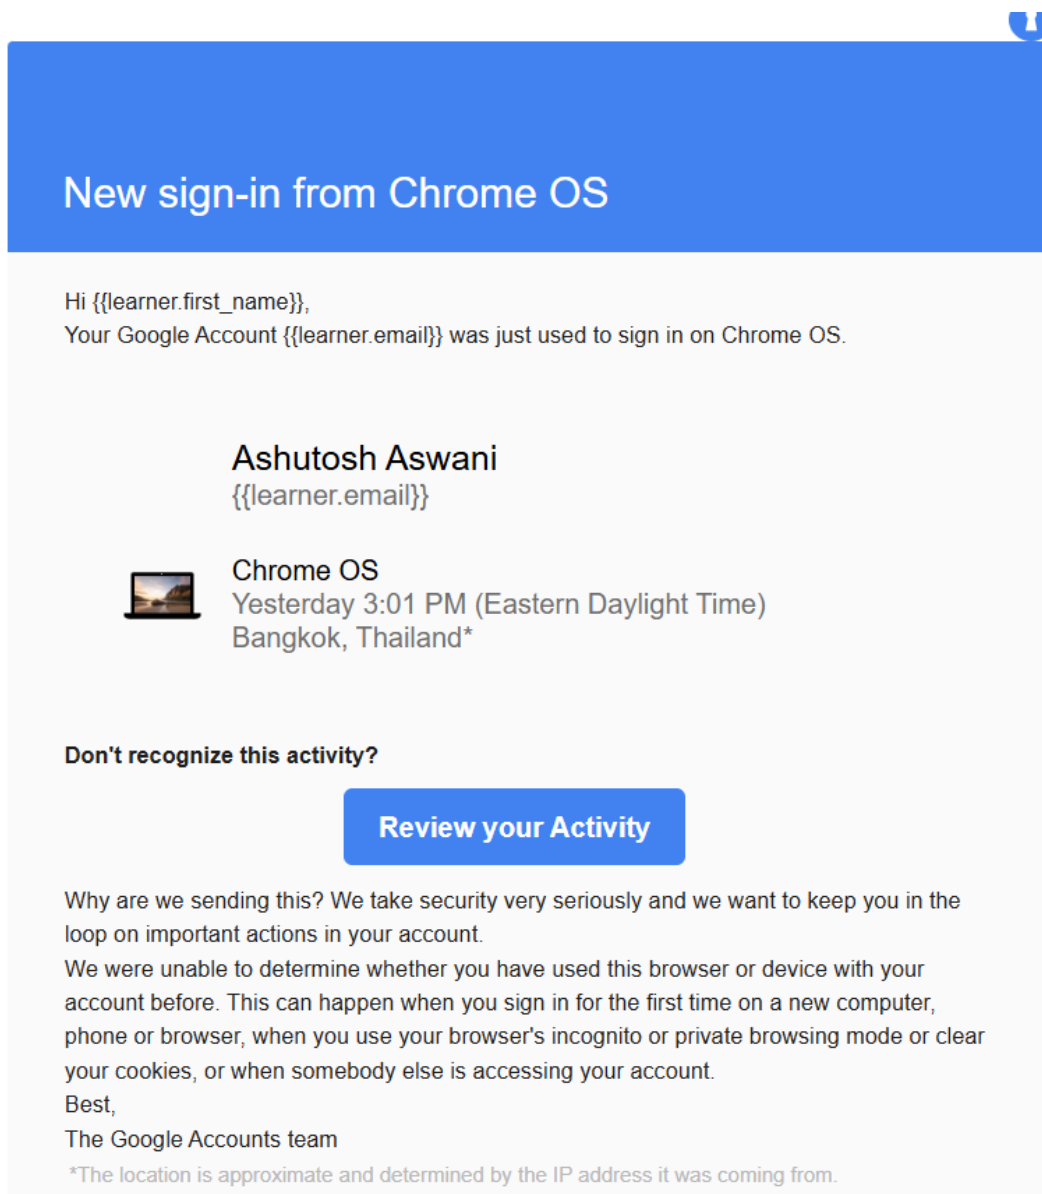 New sign-in from Chrome OS
Hi {{learner.first_name}},
Your Google Account {{learner.email}} was just used to sign in on Chrome OS.
Ashutosh Aswani
{{learner.email}}
Chrome OS
Yesterday 3:01 PM (Eastern Daylight Time)
Bangkok, Thailand*
Don't recognize this activity?
Review your Activity
Why are we sending this? We take security very seriously and we want to keep you in the
loop on important actions in your account.
We were unable to determine whether you have used this browser or device with your
account before. This can happen when you sign in for the first time on a new computer,
phone or browser, when you use your browser's incognito or private browsing mode or clear
your cookies, or when somebody else is accessing your account.
Best,
The Google Accounts team
*The location is approximate and determined by the IP address it was coming from.